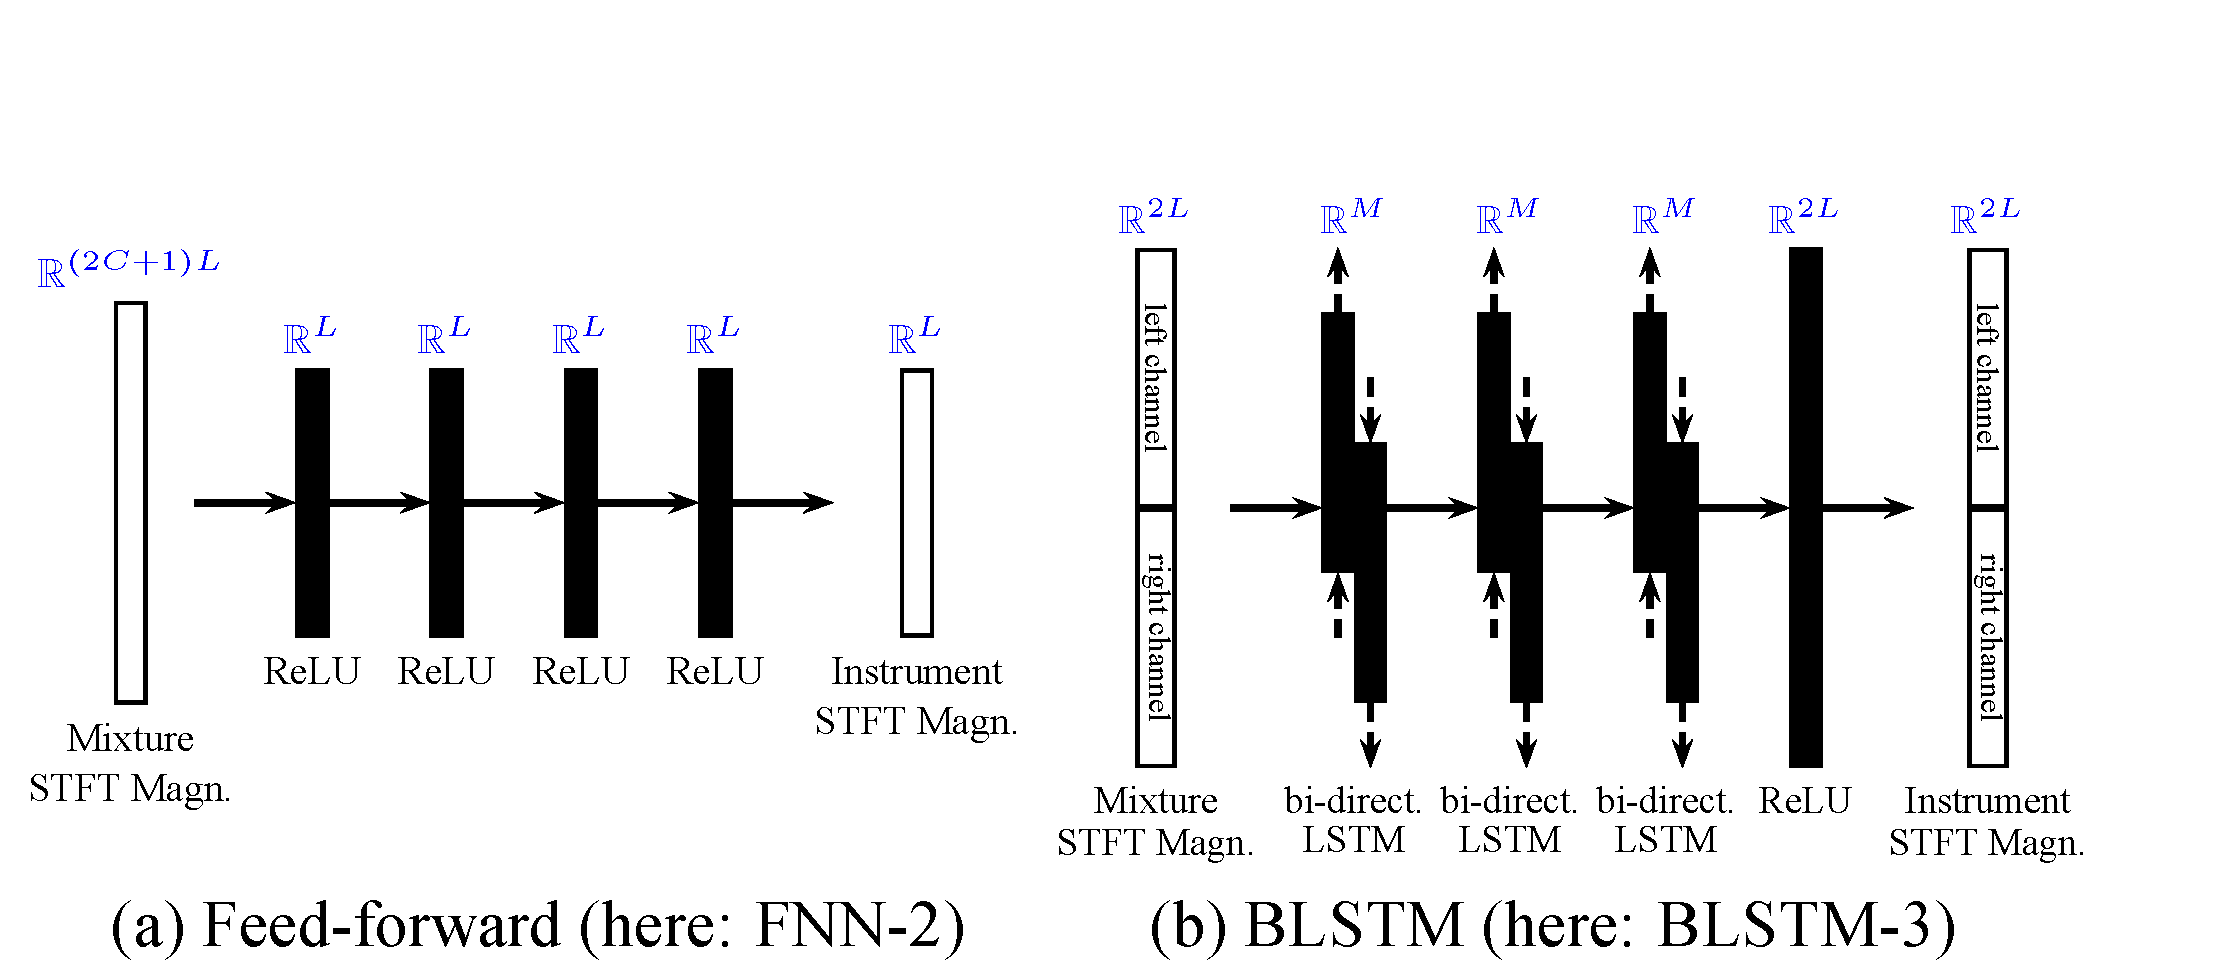 ℝ^{(2C+1)L}
ℝ^L ℝ^L ℝ^L ℝ^L ℝ^L
ReLU ReLU ReLU ReLU
Mixture
STFT Magn.
Instrument
STFT Magn.
(a) Feed-forward (here: FNN-2)
ℝ^{2L} ℝ^M ℝ^M ℝ^M ℝ^{2L} ℝ^{2L}
left channel
right channel
left channel
right channel
Mixture
STFT Magn.
bi-direct.
LSTM
bi-direct.
LSTM
bi-direct.
LSTM
ReLU
Instrument
STFT Magn.
(b) BLSTM (here: BLSTM-3)